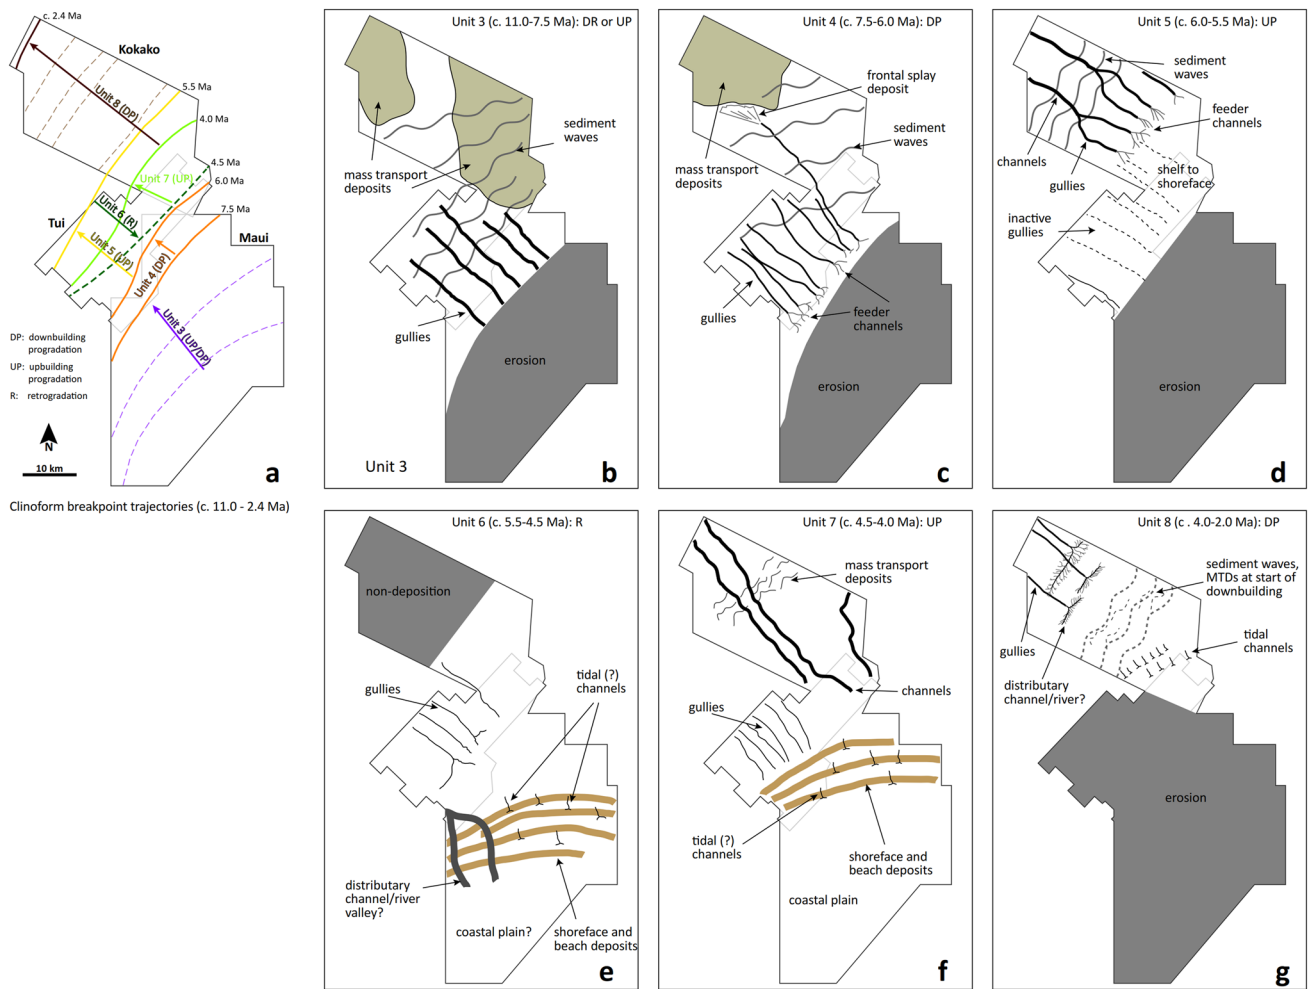 c. 2.4 Ma
Kokako
5.5 Ma
Unit 8 (DP)
4.0 Ma
4.5 Ma
Unit 7 (UP)
6.0 Ma
7.5 Ma
Tui
Unit 6 (R)
Maui
Unit 5 (UP)
Unit 4 (DP)
Unit 3 (UP/DP)
DP: downbuilding
progradation
UP: upbuilding
progradation
R: retrogradation
N
10 km
a
Clinoform breakpoint trajectories (c. 11.0 - 2.4 Ma)
Unit 3 (c. 11.0-7.5 Ma): DR or UP
sediment
waves
mass transport
deposits
gullies
erosion
Unit 3
b
Unit 4 (c. 7.5-6.0 Ma): DP
frontal splay
deposit
sediment
waves
mass transport
deposits
gullies
feeder
channels
erosion
c
Unit 5 (c. 6.0-5.5 Ma): UP
sediment
waves
feeder
channels
channels
gullies
shelf to
shoreface
inactive
gullies
erosion
d
Unit 6 (c. 5.5-4.5 Ma): R
non-deposition
gullies
tidal (?)
channels
distributary
channel/river
valley?
coastal plain?
shoreface and
beach deposits
e
Unit 7 (c. 4.5-4.0 Ma): UP
mass transport
deposits
channels
gullies
tidal (?)
channels
shoreface and
beach deposits
coastal plain
f
Unit 8 (c . 4.0-2.0 Ma): DP
sediment waves,
MTDs at start of
downbuilding
gullies
tidal
channels
distributary
channel/river?
erosion
g